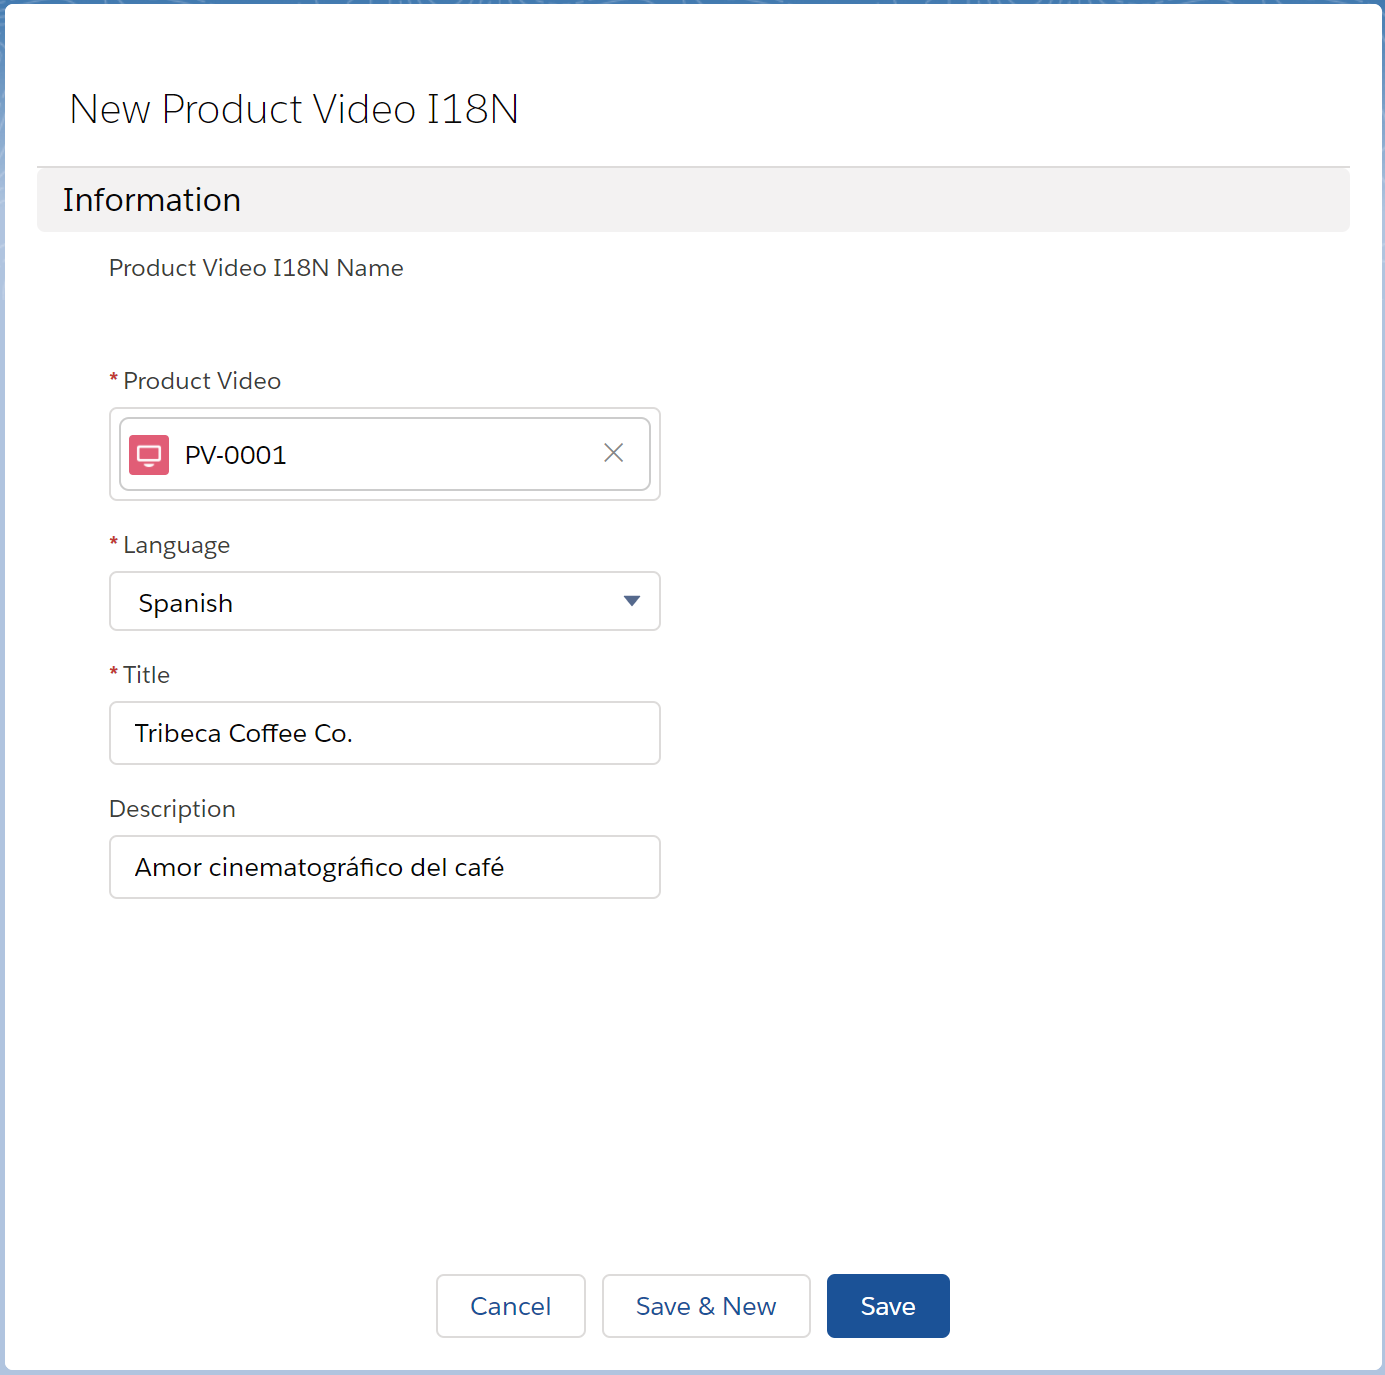 New Product Video I18N
Information
Product Video I18N Name
* Product Video
PV-0001
* Language
Spanish
* Title
Tribeca Coffee Co.
Description
Amor cinematográfico del café
Cancel
Save & New
Save